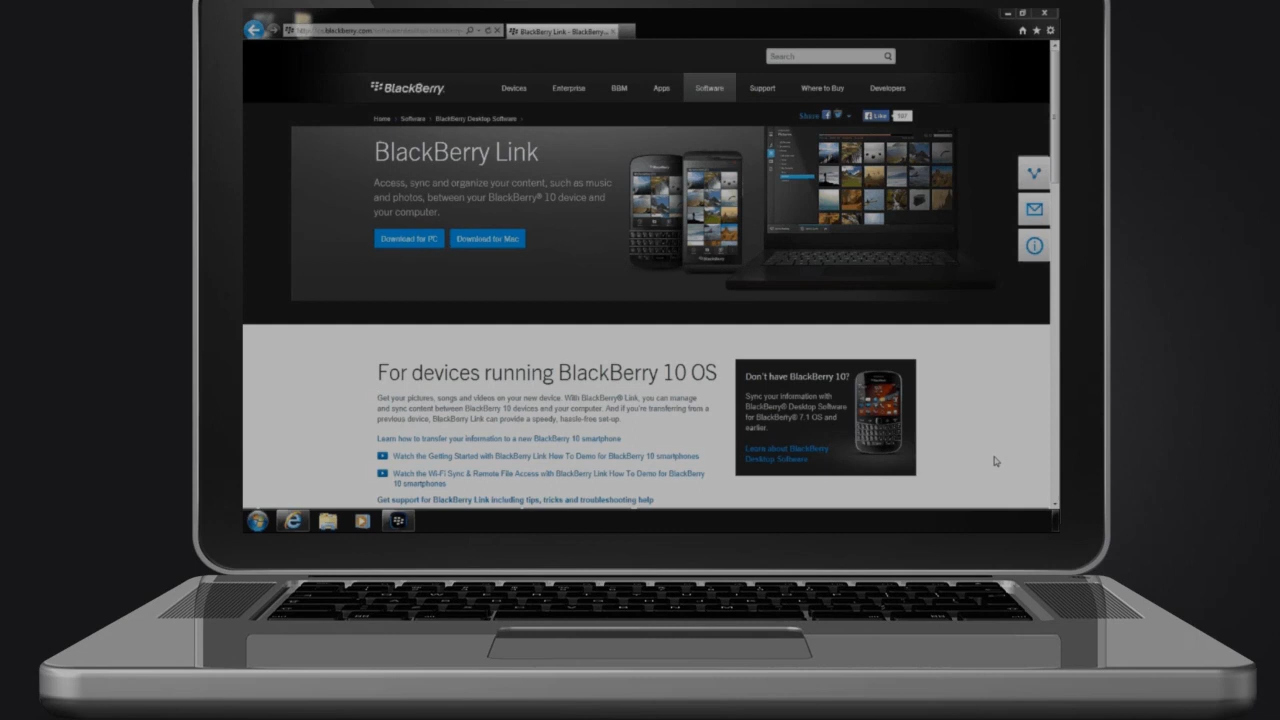 BlackBerry Link - BlackBerry...
Search
BlackBerry
Devices
Enterprise
BBM
Apps
Software
Support
Where to Buy
Developers
Home
Software
BlackBerry Desktop Software
Share
Like
BlackBerry Link
Access, sync and organize your content, such as music
and photos, between your BlackBerry® 10 device and
your computer.
Download for PC
Download for Mac
For devices running BlackBerry 10 OS
Get your pictures, songs and videos on your new device. With BlackBerry® Link, you can manage
and sync content between BlackBerry 10 devices and your computer. And if you're transferring from a
previous device, BlackBerry Link can provide a speedy, hassle-free set-up.
Learn how to transfer your information to a new BlackBerry 10 smartphone
Watch the Getting Started with BlackBerry Link How To Demo for BlackBerry 10 smartphones
Watch the Wi-Fi Sync & Remote File Access with BlackBerry Link How To Demo for BlackBerry
10 smartphones
Get support for BlackBerry Link including tips, tricks and troubleshooting help
Don't have BlackBerry 10?
Sync your information with
BlackBerry® Desktop Software
for BlackBerry® 7.1 OS and
earlier.
Learn about BlackBerry
Desktop Software